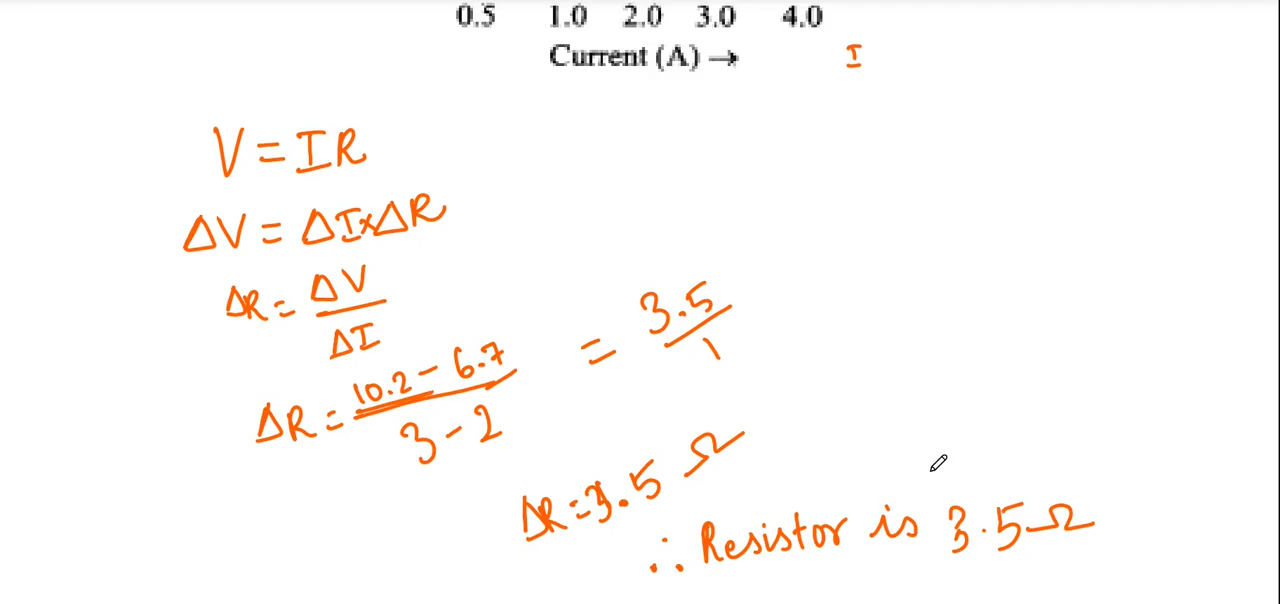 0.5 1.0 2.0 3.0 4.0
Current (A) → I
V = IR
ΔV = ΔI×ΔR
ΔR = ΔV/ΔI
ΔR = 10.2 - 6.7 / 3 - 2 = 3.5/1
ΔR = 3.5 Ω
∴ Resistor is 3.5Ω